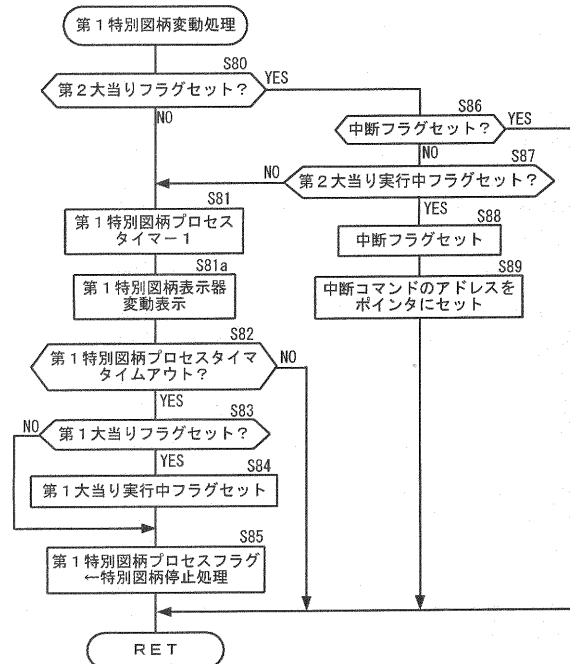 第１特別図柄変動処理
S80
第２大当りフラグセット？
YES
NO
S86
中断フラグセット？
YES
NO
S87
第２大当り実行中フラグセット？
NO
YES
S81
第１特別図柄プロセス
タイマー１
S88
中断フラグセット
S81a
第１特別図柄表示器
変動表示
S89
中断コマンドのアドレスを
ポインタにセット
S82
第１特別図柄プロセスタイマ
タイムアウト？
NO
YES
S83
第１大当りフラグセット？
NO
YES
S84
第１大当り実行中フラグセット
S85
第１特別図柄プロセスフラグ
←特別図柄停止処理
RET